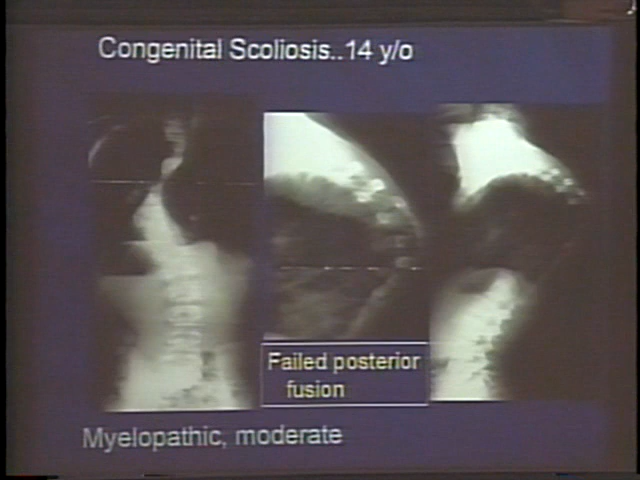 Congenital Scoliosis..14 y/o
Failed posterior
fusion
Myelopathic, moderate